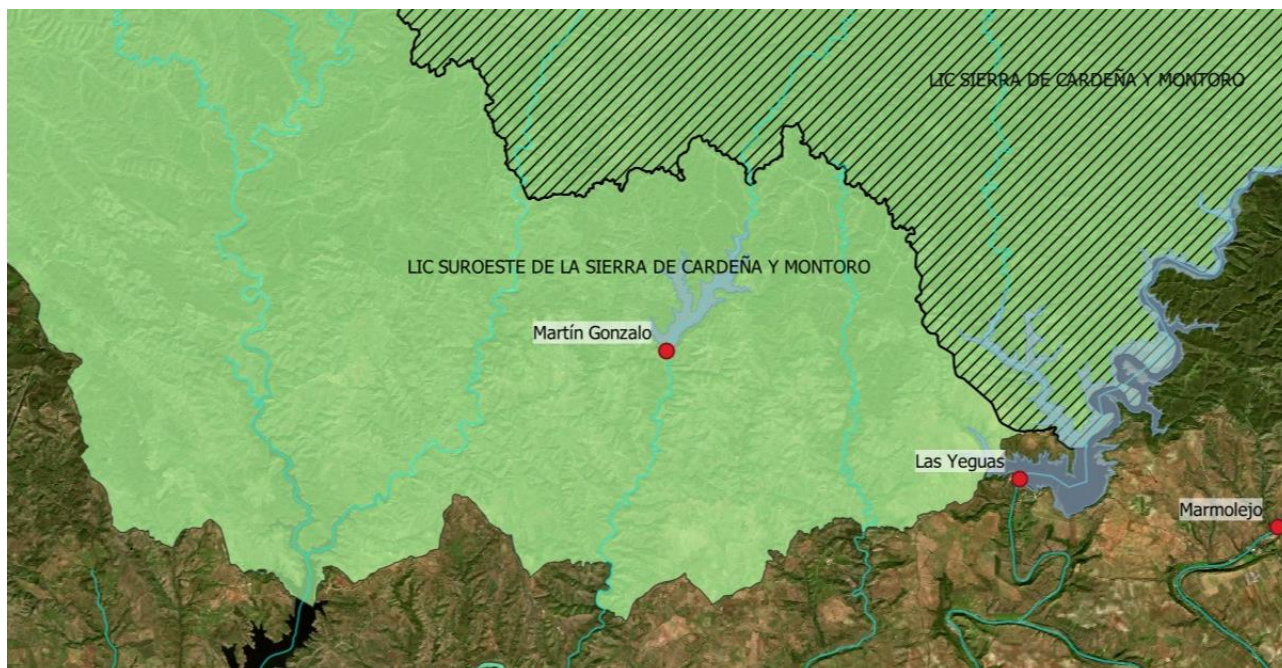 LIC SIERRA DE CARDEÑA Y MONTORO
LIC SUROESTE DE LA SIERRA DE CARDEÑA Y MONTORO
Martín Gonzalo
Las Yeguas
Marmolejo